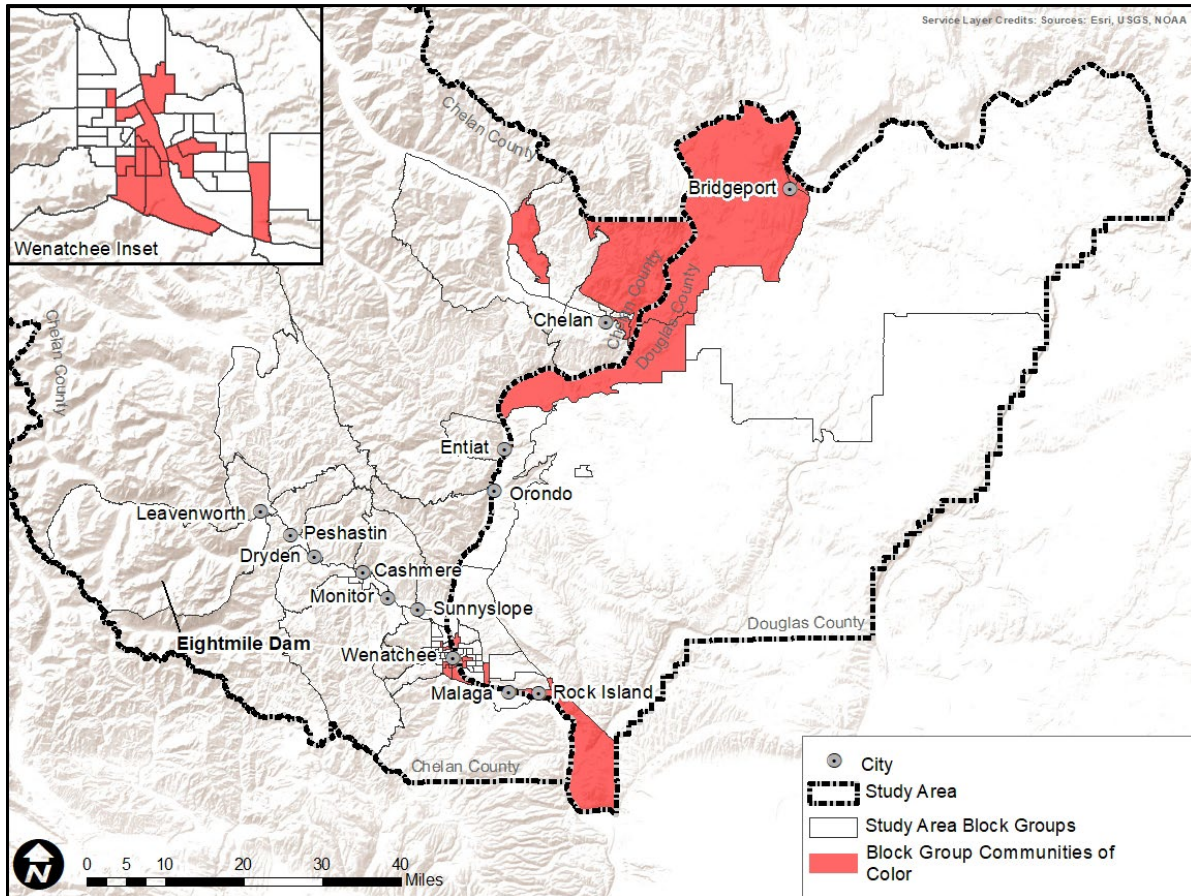 Service Layer Credits: Sources: Esri, USGS, NOAA
Wenatchee Inset
Chelan County
Bridgeport
Chelan County
Douglas County
Chelan
Chelan County
Entiat
Orondo
Leavenworth
Peshastin
Dryden
Cashmere
Monitor
Sunnyslope
Eightmile Dam
Douglas County
Wenatchee
Malaga
Rock Island
Chelan County
City
Study Area
Study Area Block Groups
Block Group Communities of
Color
N
0 5 10 20 30 40
Miles